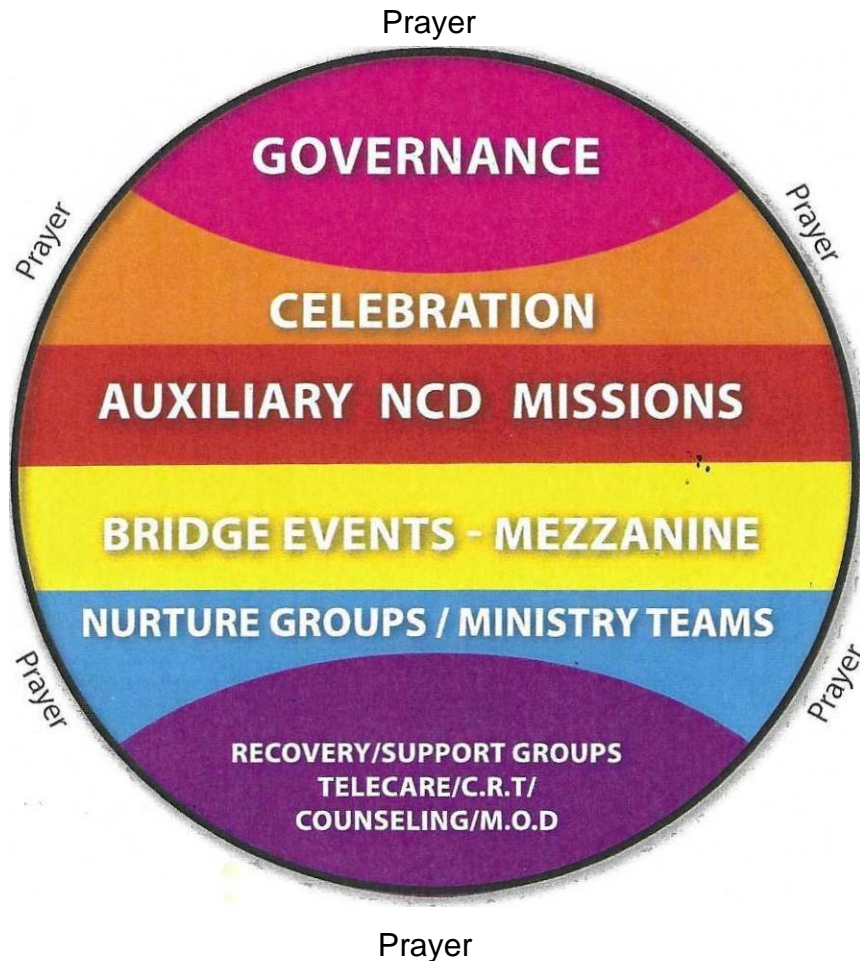 Prayer
GOVERNANCE
Prayer
Prayer
CELEBRATION
AUXILIARY NCD MISSIONS
BRIDGE EVENTS - MEZZANINE
NURTURE GROUPS / MINISTRY TEAMS
Prayer
Prayer
RECOVERY/SUPPORT GROUPS
TELECARE/C.R.T/
COUNSELING/M.O.D
Prayer